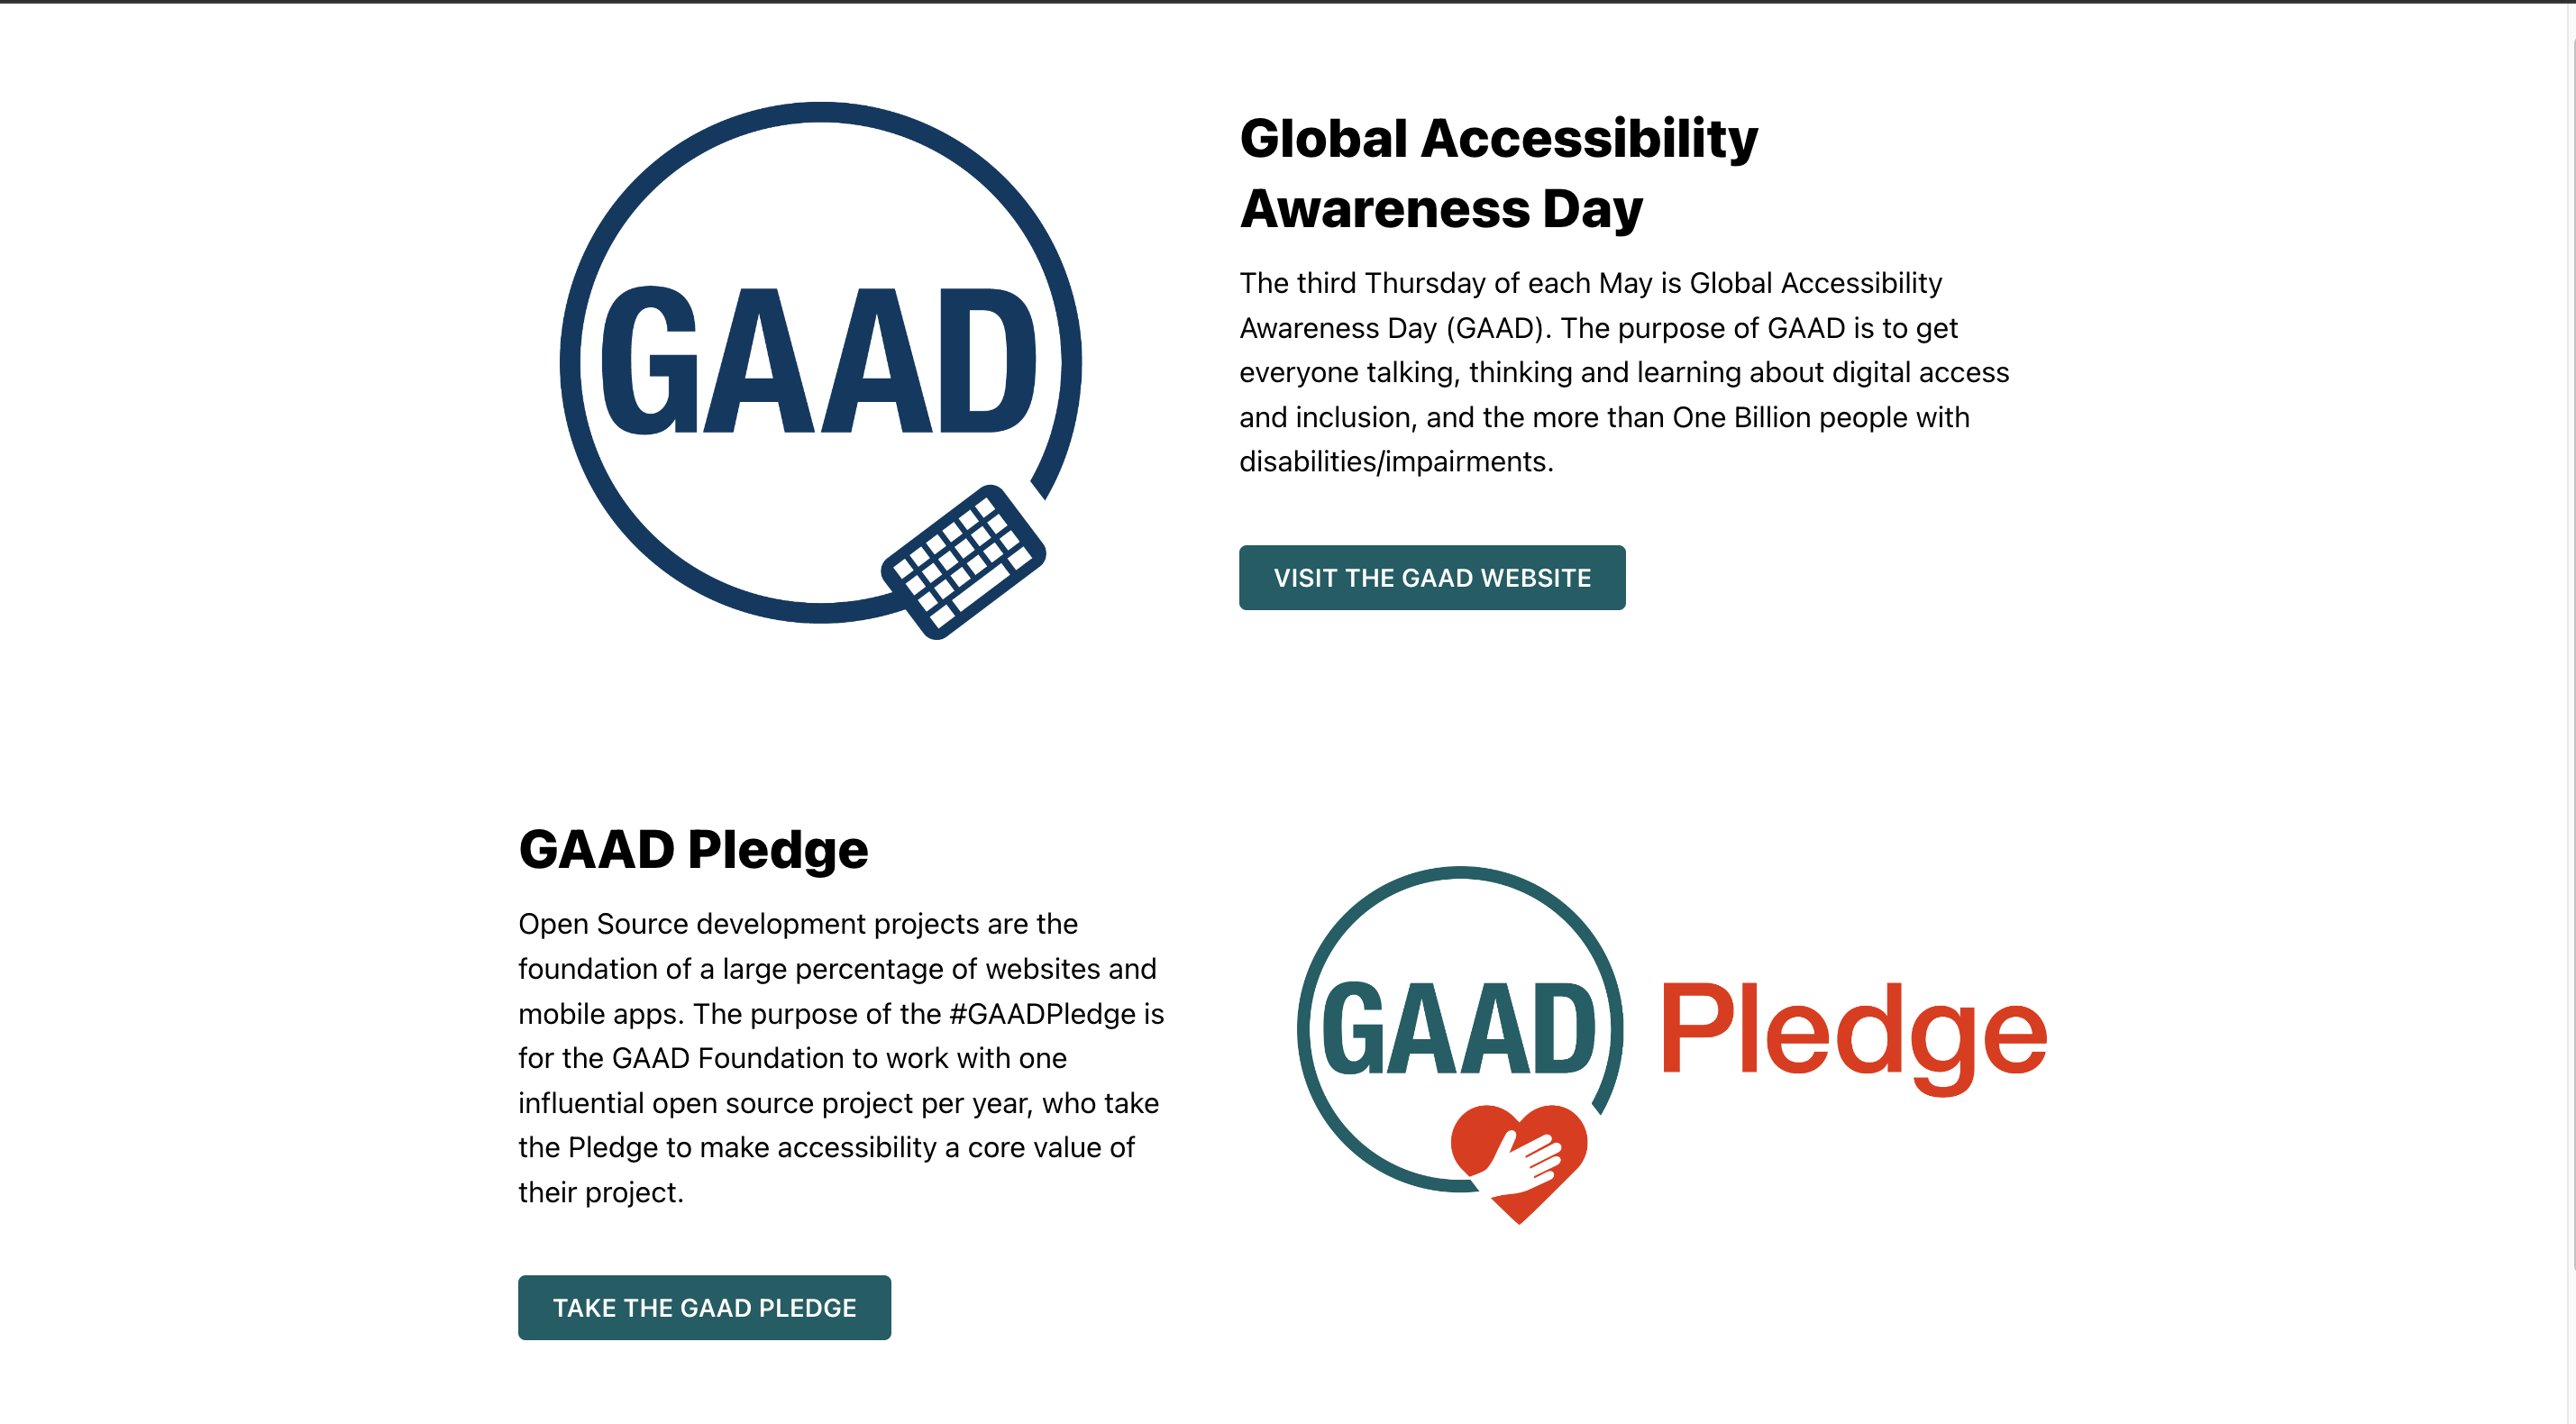 GAAD
Global Accessibility
Awareness Day
The third Thursday of each May is Global Accessibility
Awareness Day (GAAD). The purpose of GAAD is to get
everyone talking, thinking and learning about digital access
and inclusion, and the more than One Billion people with
disabilities/impairments.
VISIT THE GAAD WEBSITE
GAAD Pledge
Open Source development projects are the
foundation of a large percentage of websites and
mobile apps. The purpose of the #GAADPledge is
for the GAAD Foundation to work with one
influential open source project per year, who take
the Pledge to make accessibility a core value of
their project.
TAKE THE GAAD PLEDGE
GAAD Pledge